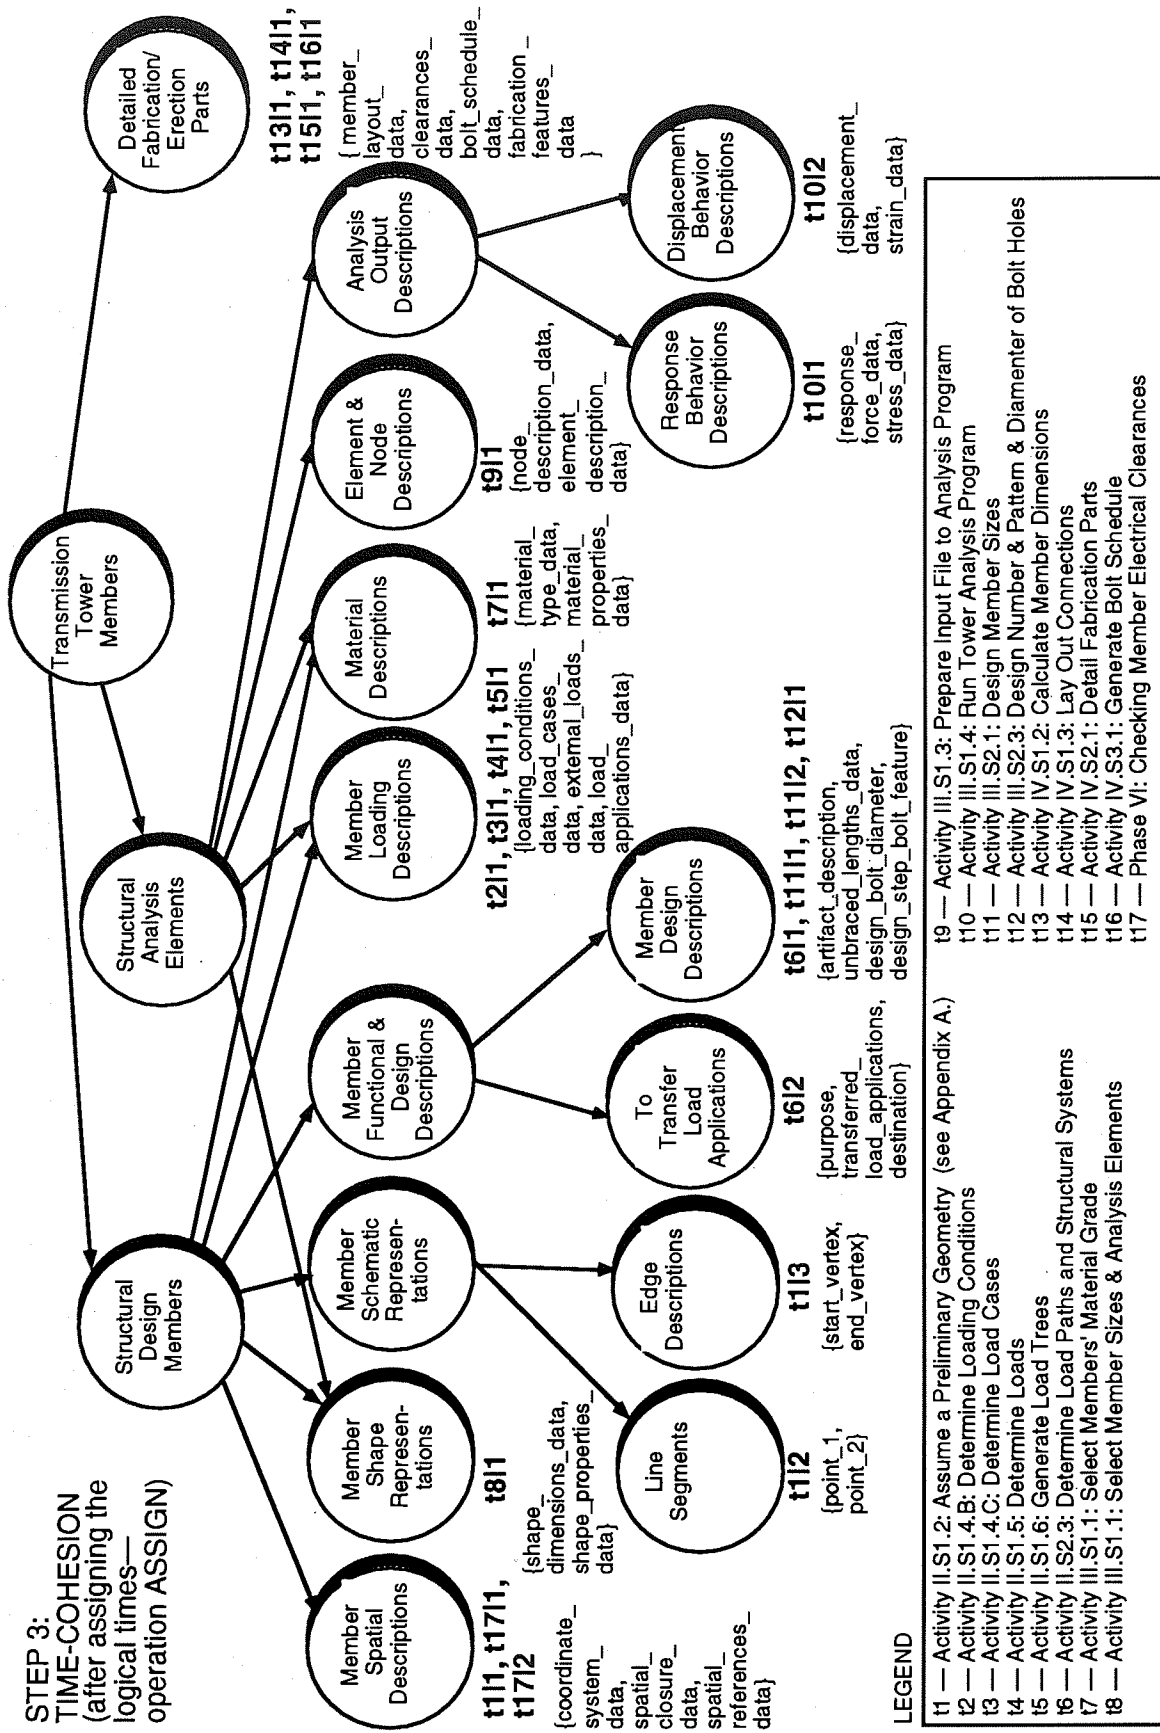 STEP 3:
TIME-COHESION
(after assigning the
logical times—
operation ASSIGN)
Transmission
Tower
Members
Structural
Design
Members
Structural
Analysis
Elements
Detailed
Fabrication/
Erection
Parts
t13|1, t14|1,
t15|1, t16|1
{member_
layout_
data,
clearances_
data,
bolt_schedule_
data,
fabrication_
features_
data
}
Member
Spatial
Descriptions
t1|1, t17|1,
t17|2
{coordinate_
system_
data,
spatial_
closure_
data,
spatial_
references_
data}
Member
Shape
Represen-
tations
t8|1
{shape_
dimensions_data,
shape_properties_
data}
Member
Schematic
Represen-
tations
Member
Functional &
Design
Descriptions
Member
Loading
Descriptions
t2|1, t3|1, t4|1, t5|1
{loading_conditions_
data, load_cases_
data, external_loads_
data, load_
applications_data}
Material
Descriptions
t7|1
{material_
type_data,
material_
properties_
data}
Element &
Node
Descriptions
t9|1
{node_
description_data,
element_
description_
data}
Analysis
Output
Descriptions
Line
Segments
t1|2
{point_1,
point_2}
Edge
Descriptions
t1|3
{start_vertex,
end_vertex}
To
Transfer
Load
Applications
t6|2
{purpose,
transferred_
load_applications,
destination}
Member
Design
Descriptions
t6|1, t11|1, t11|2, t12|1
{artifact_description,
unbraced_lengths_data,
design_bolt_diameter,
design_step_bolt_feature}
Response
Behavior
Descriptions
t10|1
{response_
force_data,
stress_data}
Displacement
Behavior
Descriptions
t10|2
{displacement_
data,
strain_data}
LEGEND
t1 — Activity II.S1.2: Assume a Preliminary Geometry (see Appendix A.)
t2 — Activity II.S1.4.B: Determine Loading Conditions
t3 — Activity II.S1.4.C: Determine Load Cases
t4 — Activity II.S1.5: Determine Loads
t5 — Activity II.S1.6: Generate Load Trees
t6 — Activity II.S2.3: Determine Load Paths and Structural Systems
t7 — Activity III.S1.1: Select Members' Material Grade
t8 — Activity III.S1.1: Select Member Sizes & Analysis Elements
t9 — Activity III.S1.3: Prepare Input File to Analysis Program
t10 — Activity III.S1.4: Run Tower Analysis Program
t11 — Activity III.S2.1: Design Member Sizes
t12 — Activity III.S2.3: Design Number & Pattern & Diamenter of Bolt Holes
t13 — Activity IV.S1.2: Calculate Member Dimensions
t14 — Activity IV.S1.3: Lay Out Connections
t15 — Activity IV.S2.1: Detail Fabrication Parts
t16 — Activity IV.S3.1: Generate Bolt Schedule
t17 — Phase VI: Checking Member Electrical Clearances